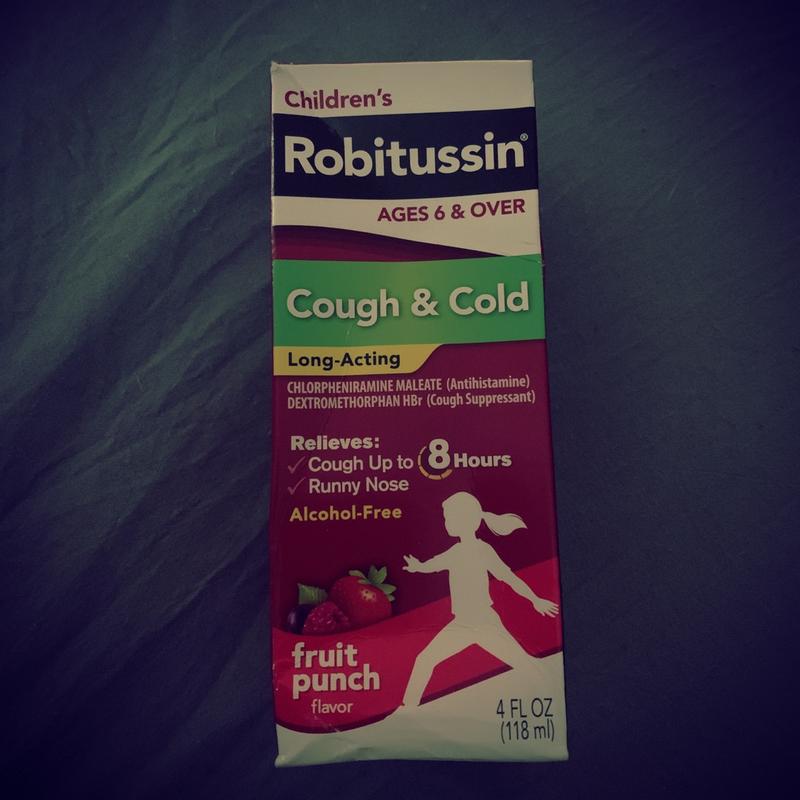 Children's
Robitussin®
AGES 6 & OVER
Cough & Cold
Long-Acting
CHLORPHENIRAMINE MALEATE (Antihistamine)
DEXTROMETHORPHAN HBr (Cough Suppressant)
Relieves:
✓ Cough Up to 8 Hours
✓ Runny Nose
Alcohol-Free
fruit
punch
flavor
4 FL OZ
(118 ml)